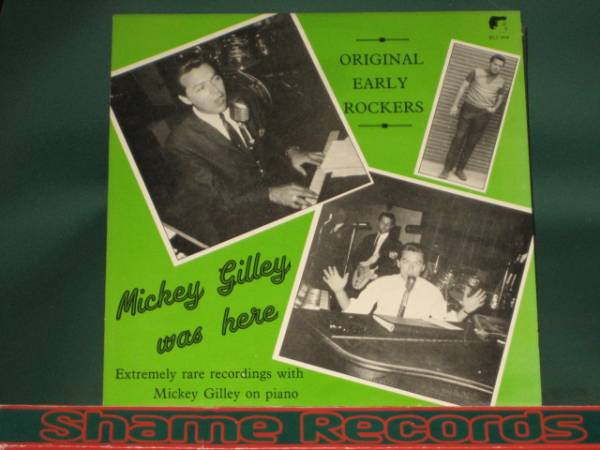 ORIGINAL
EARLY
ROCKERS
Mickey Gilley
was here
Extremely rare recordings with
Mickey Gilley on piano
Shame Records